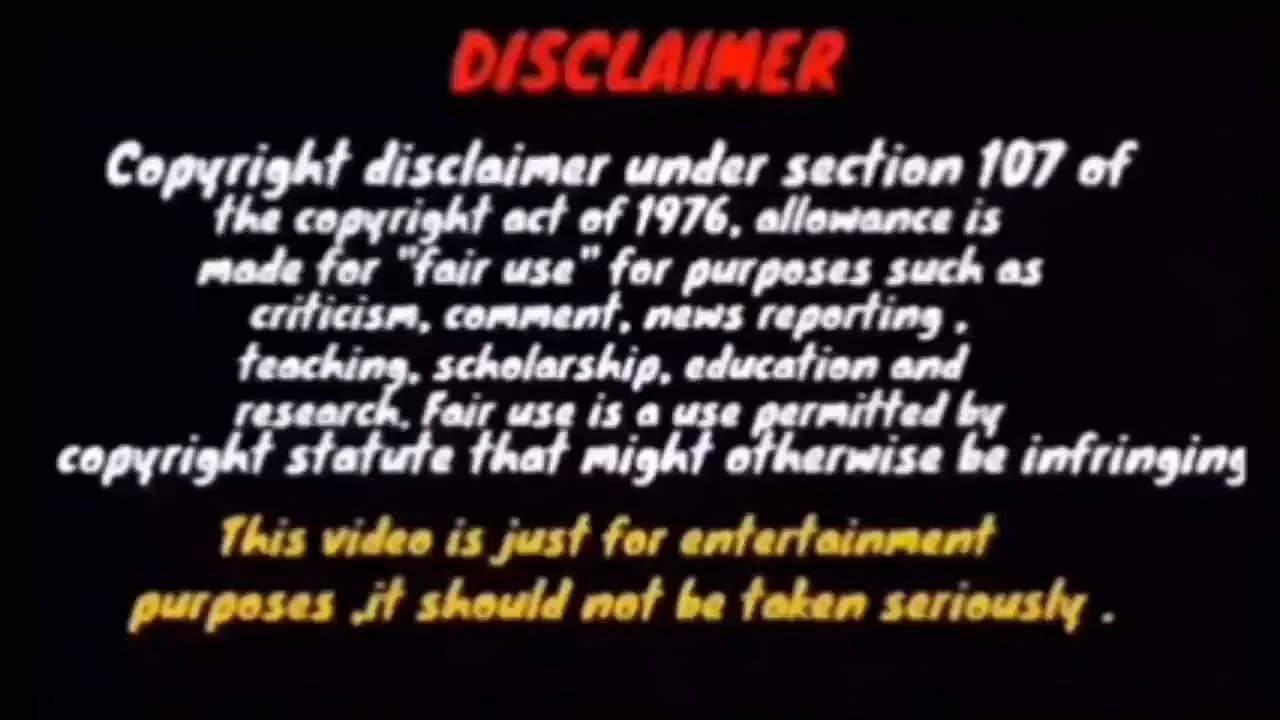 DISCLAIMER
Copyright disclaimer under section 107 of
the copyright act of 1976, allowance is
made for "fair use" for purposes such as
criticism, comment, news reporting ,
teaching, scholarship, education and
research. Fair use is a use permitted by
copyright statute that might otherwise be infringing
This video is just for entertainment
purposes ,it should not be taken seriously .